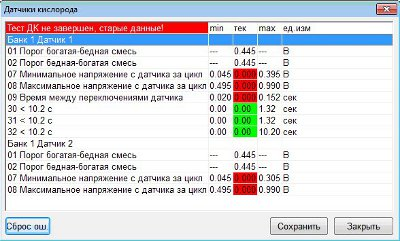 Датчики кислорода
Тест ДК не завершен, старые данные! min тек max ед.изм
Банк 1 Датчик 1
01 Порог богатая-бедная смесь --- 0.445 --- В
02 Порог богатая-бедная смесь --- 0.445 --- В
07 Минимальное напряжение с датчика за цикл 0.045 0.000 0.395 В
08 Максимальное напряжение с датчика за цикл 0.495 0.000 0.990 В
09 Время между переключениями датчика 0.020 0.000 0.152 сек
30 < 10.2 с 0.00 0.00 1.32 сек
31 < 10.2 с 0.00 0.00 1.32 сек
32 < 10.2 с 0.00 0.00 10.20 сек
Банк 1 Датчик 2
01 Порог богатая-бедная смесь --- 0.445 --- В
02 Порог богатая-бедная смесь --- 0.445 --- В
07 Минимальное напряжение с датчика за цикл 0.045 0.000 0.305 В
08 Максимальное напряжение с датчика за цикл 0.495 0.000 0.990 В
Сброс ош. Сохранить Закрыть